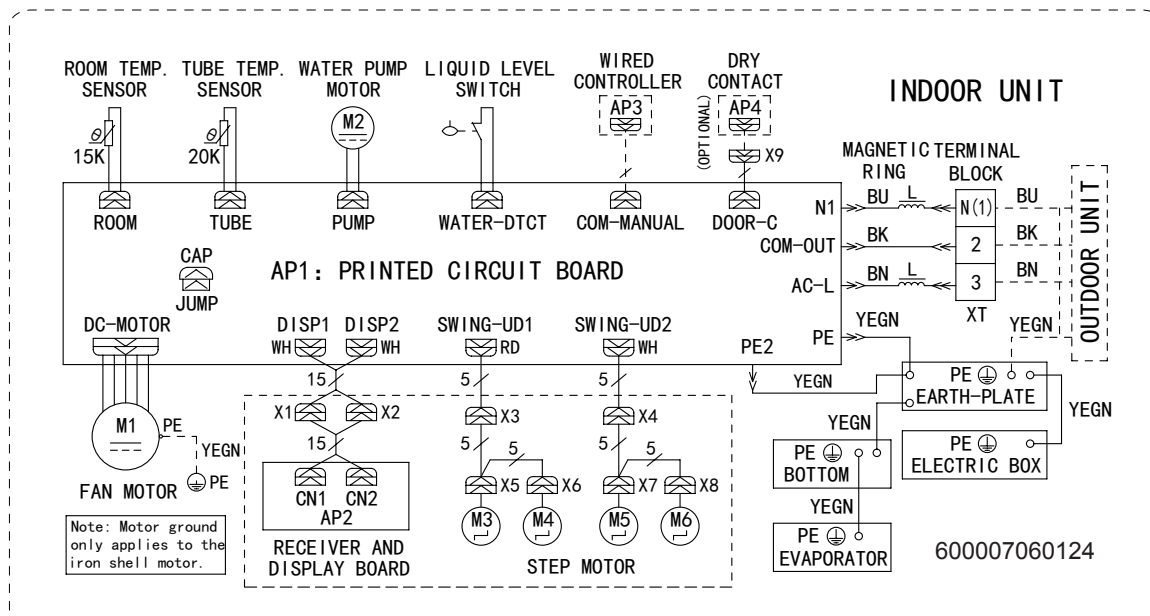 INDOOR UNIT
ROOM TEMP.
SENSOR
TUBE TEMP.
SENSOR
WATER PUMP
MOTOR
LIQUID LEVEL
SWITCH
WIRED
CONTROLLER
DRY
CONTACT
AP3
AP4
(OPTIONAL)
X9
θ
15K
θ
20K
M2
ROOM
TUBE
PUMP
WATER-DTCT
COM-MANUAL
DOOR-C
MAGNETIC
RING
TERMINAL
BLOCK
N1
BU
L
N(1)
BU
COM-OUT
BK
2
BK
AC-L
BN
L
3
BN
XT
OUTDOOR UNIT
CAP
JUMP
AP1: PRINTED CIRCUIT BOARD
DC-MOTOR
DISP1
WH
DISP2
WH
SWING-UD1
RD
SWING-UD2
WH
PE2
PE
YEGN
YEGN
YEGN
15
5
5
X1
X2
X3
X4
15
5
5
5
5
M1
PE
YEGN
PE
FAN MOTOR
CN1
CN2
AP2
X5
X6
X7
X8
M3
M4
M5
M6
RECEIVER AND
DISPLAY BOARD
STEP MOTOR
PE
EARTH-PLATE
YEGN
YEGN
PE
BOTTOM
PE
ELECTRIC BOX
YEGN
PE
EVAPORATOR
Note: Motor ground
only applies to the
iron shell motor.
600007060124